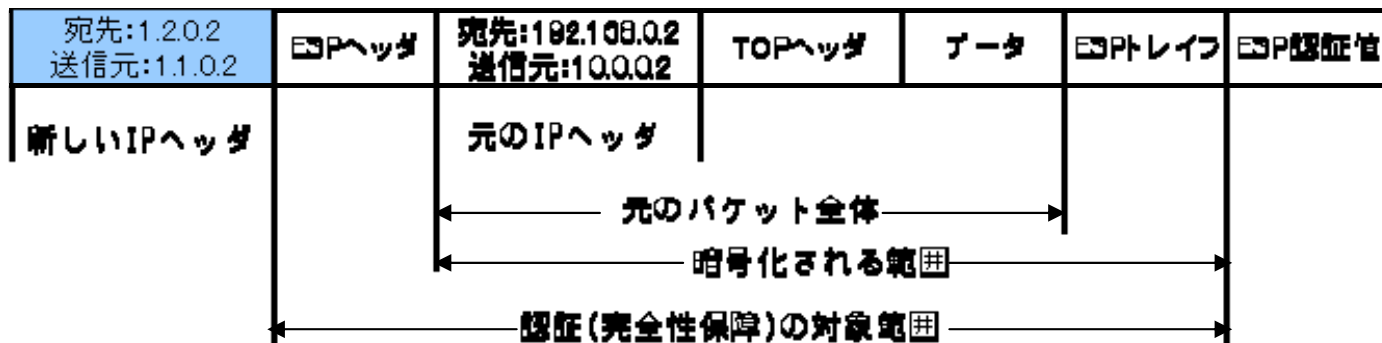 宛先:1.2.0.2
送信元:1.1.0.2
ESPヘッダ
宛先:192.168.0.2
送信元:10.0.0.2
TCPヘッダ
データ
ESPトレイラ
ESP認証値
新しいIPヘッダ
元のIPヘッダ
元のパケット全体
暗号化される範囲
認証(完全性保障)の対象範囲